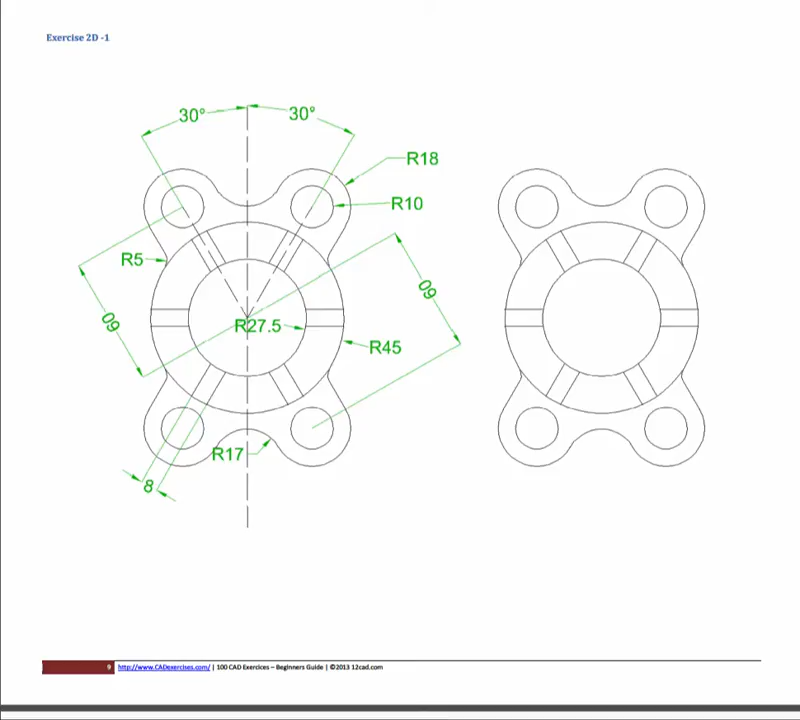 Exercise 2D -1
30°
30°
R18
R10
R5
60
60
R27.5
R45
R17
8
9 http://www.CADexercises.com/ | 100 CAD Exercices – Beginners Guide | ©2013 12cad.com